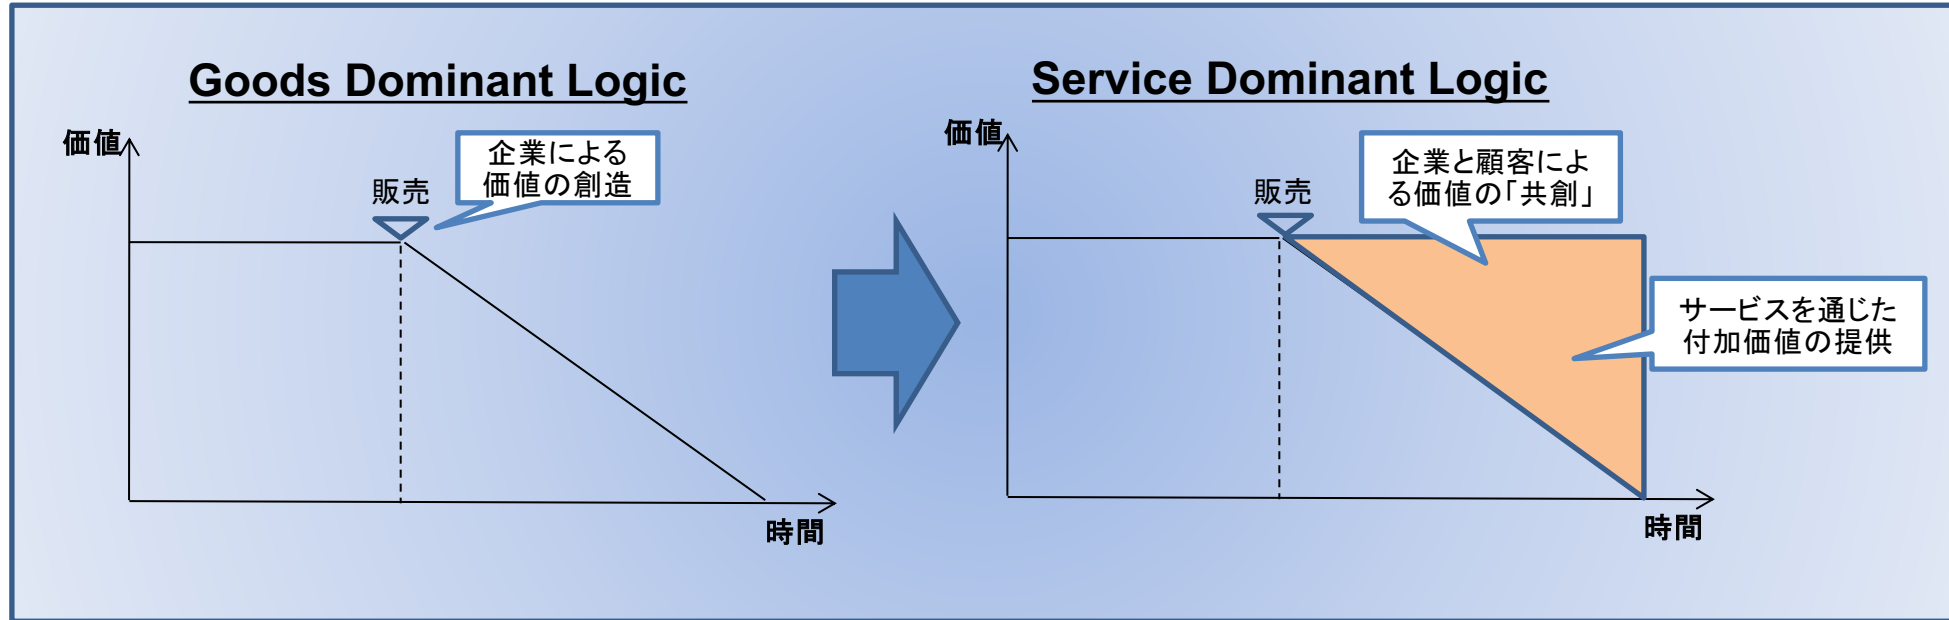 Goods Dominant Logic
価値
販売
企業による
価値の創造
時間
Service Dominant Logic
価値
販売
企業と顧客によ
る価値の「共創」
サービスを通じた
付加価値の提供
時間